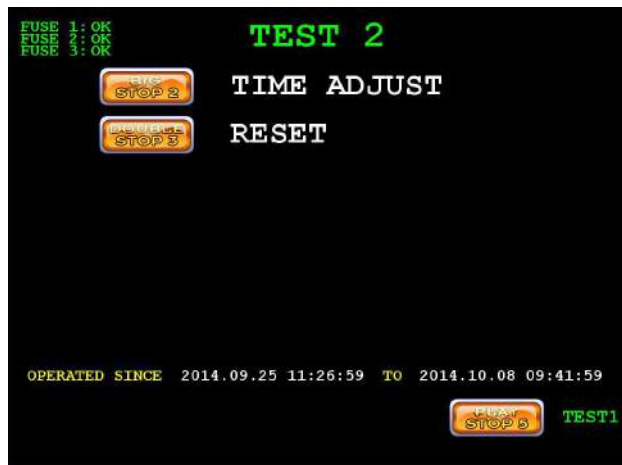 FUSE 1:OK
FUSE 2:OK
FUSE 3:OK
TEST 2
BIG
STOP 2
TIME ADJUST
DOUBLE
STOP 3
RESET
OPERATED SINCE 2014.09.25 11:26:59 TO 2014.10.08 09:41:59
PLAY
STOP 5
TEST1